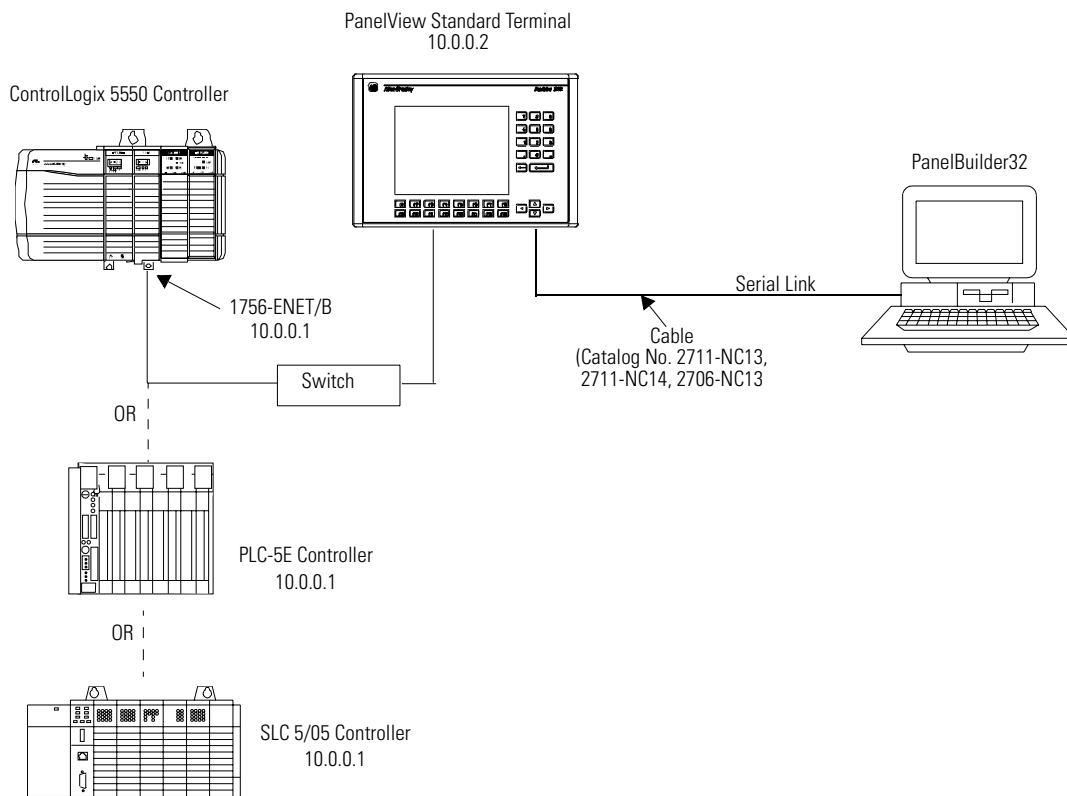 PanelView Standard Terminal
10.0.0.2
ControlLogix 5550 Controller
PanelBuilder32
1756-ENET/B
10.0.0.1
Serial Link
Cable
(Catalog No. 2711-NC13,
2711-NC14, 2706-NC13
Switch
OR
PLC-5E Controller
10.0.0.1
OR
SLC 5/05 Controller
10.0.0.1